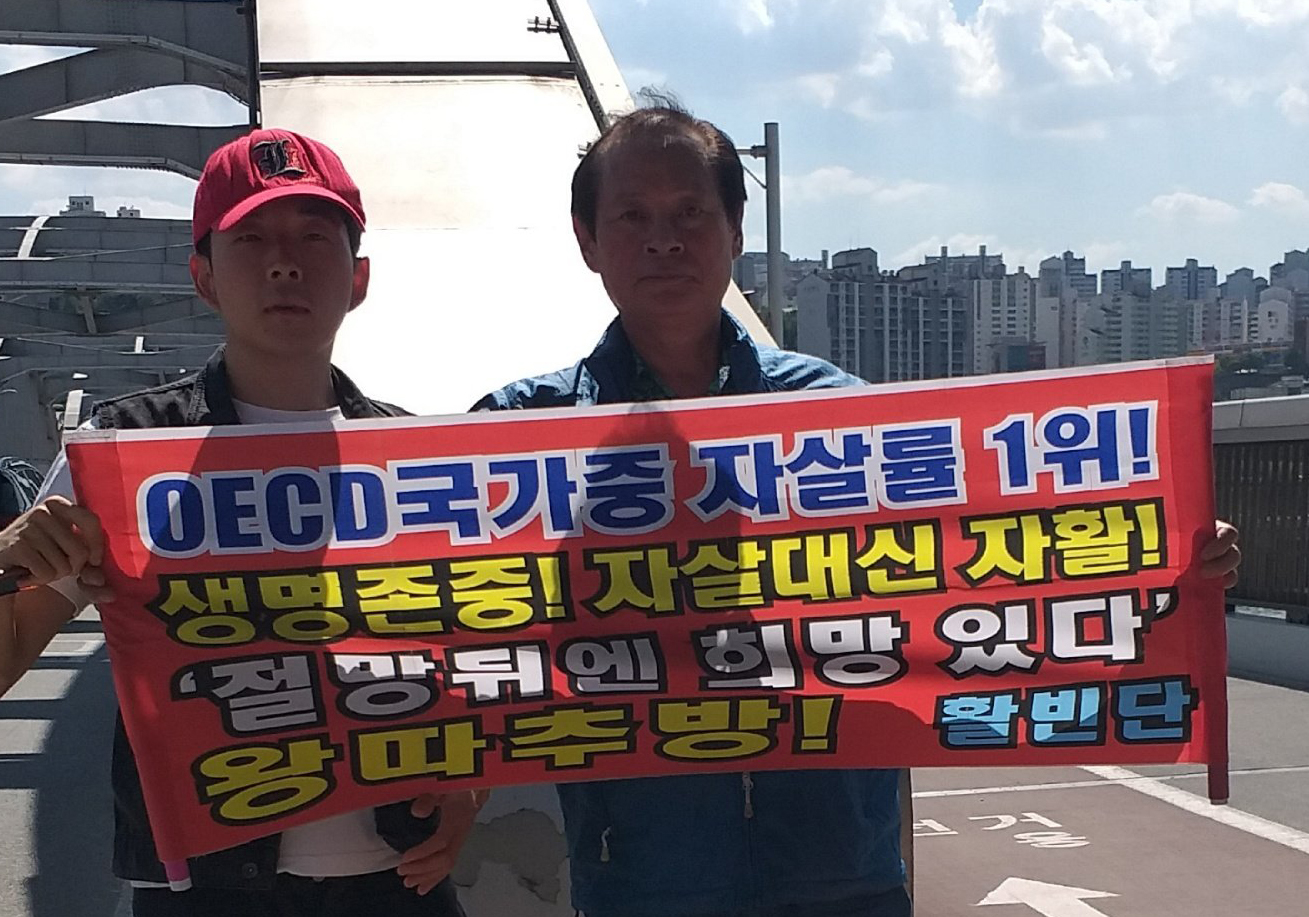 OECD국가중 자살률 1위!
생명존중! 자살대신 자활!
'절망뒤엔 희망 있다'
왕따추방! 활빈단